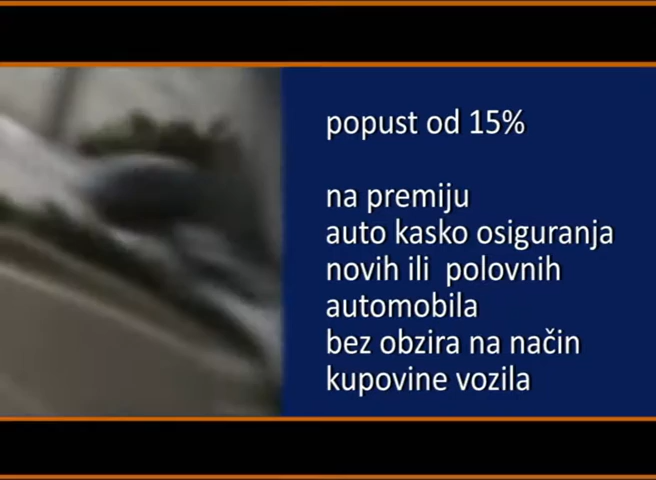 popust od 15%
na premiju
auto kasko osiguranja
novih ili polovnih
automobila
bez obzira na način
kupovine vozila